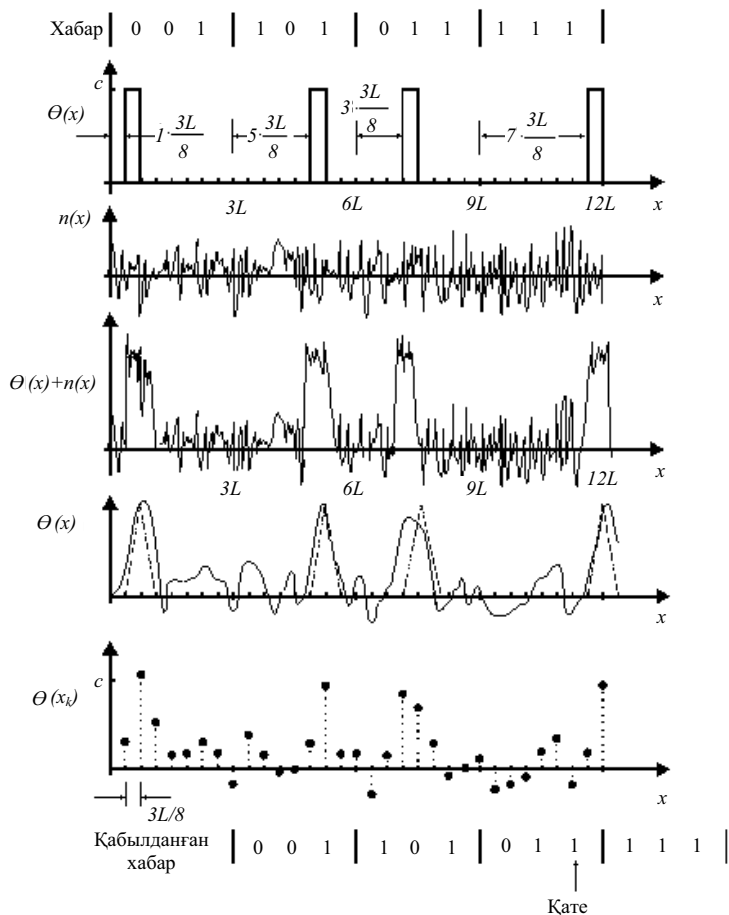 Хабар | 0 0 1 | 1 0 1 | 0 1 1 | 1 1 1 |
c
Ө(x)
1· 3L/8
5· 3L/8
3· 3L/8
7· 3L/8
3L 6L 9L 12L x
n(x)
x
Ө(x)+n(x)
x
3L 6L 9L 12L
Ө(x)
x
c
Ө(xk)
x
3L/8
Қабылданған
хабар
| 0 0 1 | 1 0 1 | 0 1 1 | 1 1 1 |
Қате